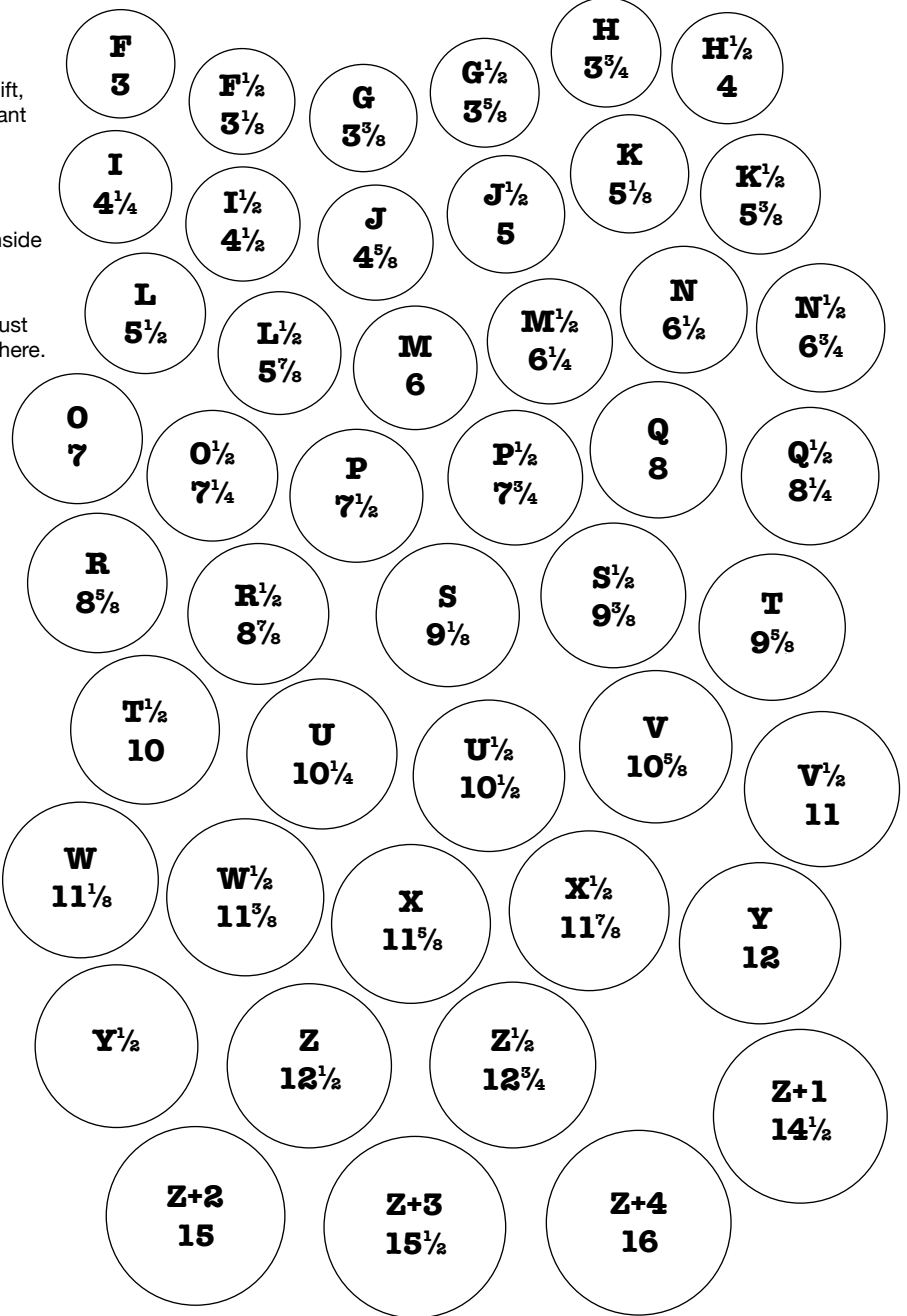 ift,
ant
nside
ust
here.
F
3
F½
3⅛
G
3⅜
G½
3⅝
H
3¾
H½
4
I
4¼
I½
4½
J
4⅝
J½
5
K
5⅛
K½
5⅜
L
5½
L½
5⅞
M
6
M½
6¼
N
6½
N½
6¾
O
7
O½
7¼
P
7½
P½
7¾
Q
8
Q½
8¼
R
8⅝
R½
8⅞
S
9⅛
S½
9⅜
T
9⅝
T½
10
U
10¼
U½
10½
V
10⅝
V½
11
W
11⅛
W½
11⅜
X
11⅝
X½
11⅞
Y
12
Y½
Z
12½
Z½
12¾
Z+1
14½
Z+2
15
Z+3
15½
Z+4
16